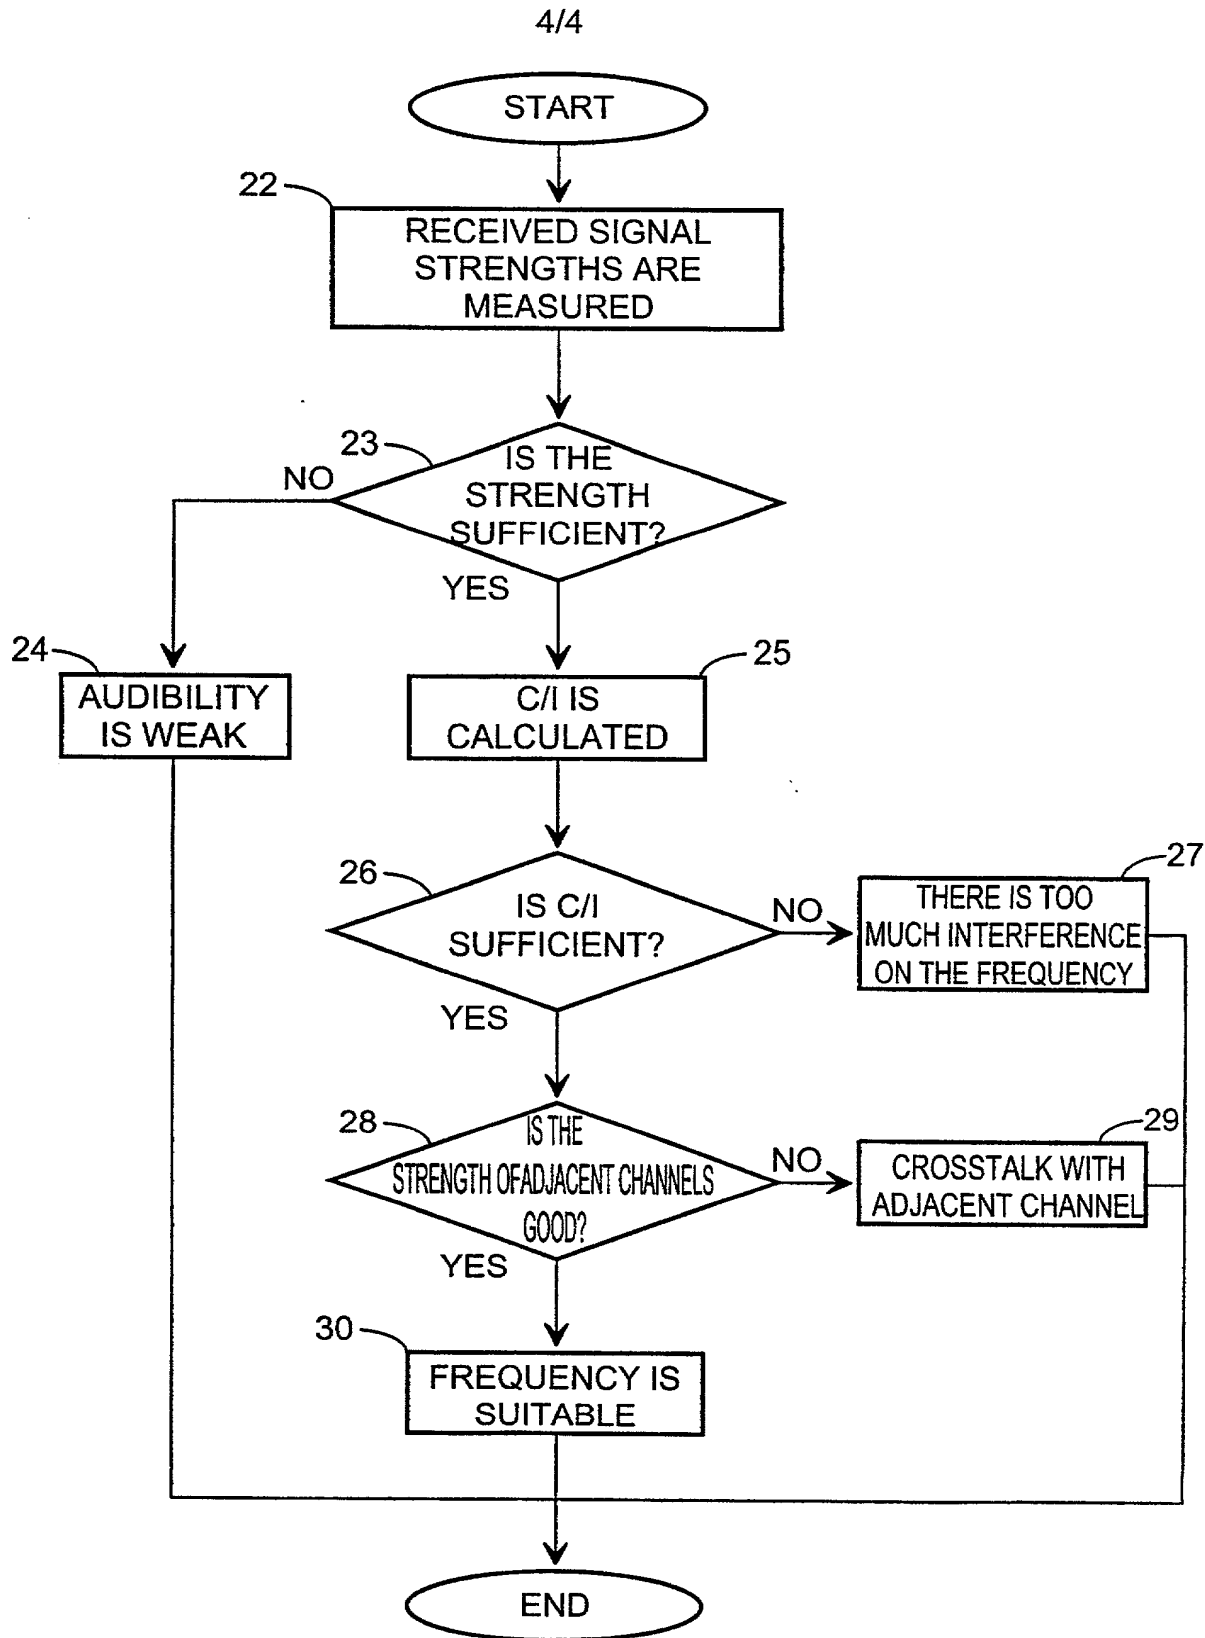 4/4
START
22
RECEIVED SIGNAL
STRENGTHS ARE
MEASURED
23
NO
IS THE
STRENGTH
SUFFICIENT?
YES
24
AUDIBILITY
IS WEAK
25
C/I IS
CALCULATED
26
IS C/I
SUFFICIENT?
NO
27
THERE IS TOO
MUCH INTERFERENCE
ON THE FREQUENCY
YES
28
IS THE
STRENGTH OFADJACENT CHANNELS
GOOD?
NO
29
CROSSTALK WITH
ADJACENT CHANNEL
YES
30
FREQUENCY IS
SUITABLE
END